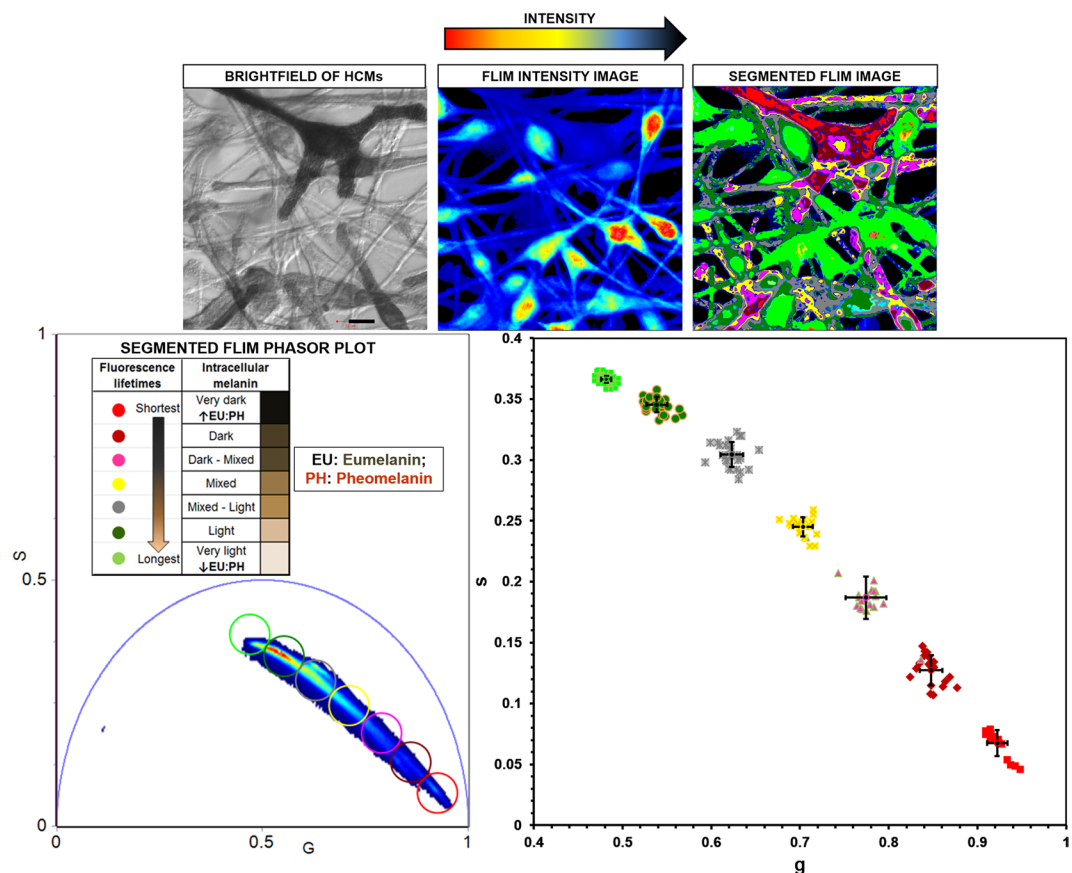 INTENSITY
BRIGHTFIELD OF HCMs
FLIM INTENSITY IMAGE
SEGMENTED FLIM IMAGE
SEGMENTED FLIM PHASOR PLOT
Fluorescence
lifetimes
Intracellular
melanin
Shortest
Very dark
↑EU:PH
Dark
Dark - Mixed
Mixed
Mixed - Light
Light
Longest
Very light
↓EU:PH
EU: Eumelanin;
PH: Pheomelanin
1
S
0.5
0
0
0.5
1
G
0.4
0.35
0.3
0.25
s
0.2
0.15
0.1
0.05
0
0.4
0.5
0.6
0.7
0.8
0.9
1
g